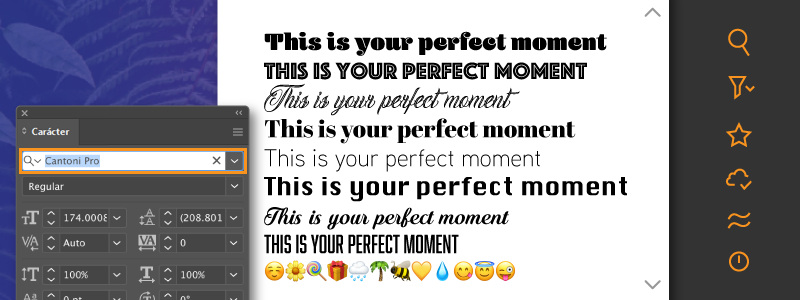 Carácter
Cantoni Pro
Regular
174.0008
(208.801
Auto
0
100%
100%
This is your perfect moment
THIS IS YOUR PERFECT MOMENT
This is your perfect moment
This is your perfect moment
This is your perfect moment
This is your perfect moment
This is your perfect moment
THIS IS YOUR PERFECT MOMENT